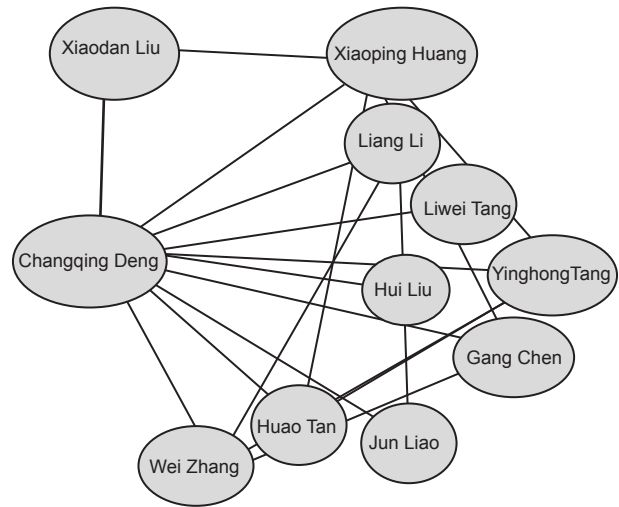 Xiaodan Liu
Xiaoping Huang
Liang Li
Liwei Tang
Changqing Deng
YinghongTang
Hui Liu
Gang Chen
Huao Tan
Jun Liao
Wei Zhang